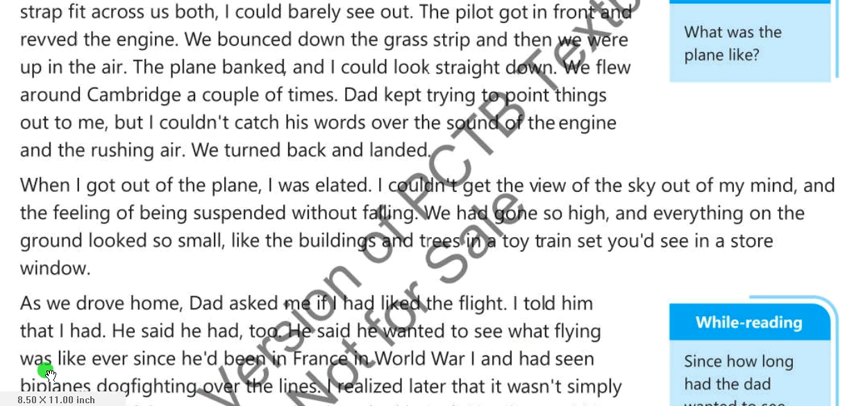 strap fit across us both, I could barely see out. The pilot got in front and
revved the engine. We bounced down the grass strip and then we were
up in the air. The plane banked, and I could look straight down. We flew
around Cambridge a couple of times. Dad kept trying to point things
out to me, but I couldn't catch his words over the sound of the engine
and the rushing air. We turned back and landed.
What was the
plane like?
When I got out of the plane, I was elated. I couldn't get the view of the sky out of my mind, and
the feeling of being suspended without falling. We had gone so high, and everything on the
ground looked so small, like the buildings and trees in a toy train set you'd see in a store
window.
As we drove home, Dad asked me if I had liked the flight. I told him
that I had. He said he had, too. He said he wanted to see what flying
was like ever since he'd been in France in World War I and had seen
biplanes dogfighting over the lines. I realized later that it wasn't simply
While-reading
Since how long
had the dad
wanted to see
Version of PCTB Textu
Not for Sale
8.50 X 11.00 inch